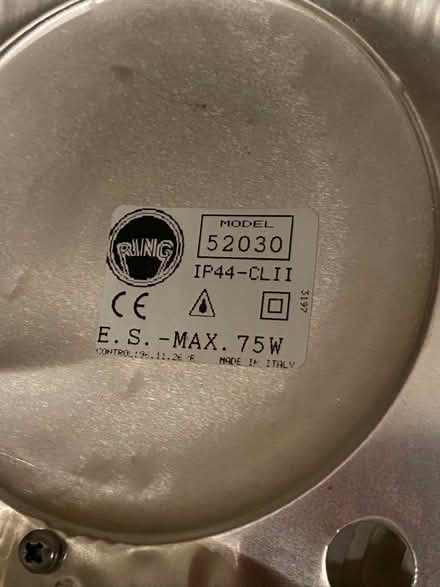 RING
MODEL
52030
IP44-CLII
3197
CE
E.S.-MAX.75W
MADE IN ITALY